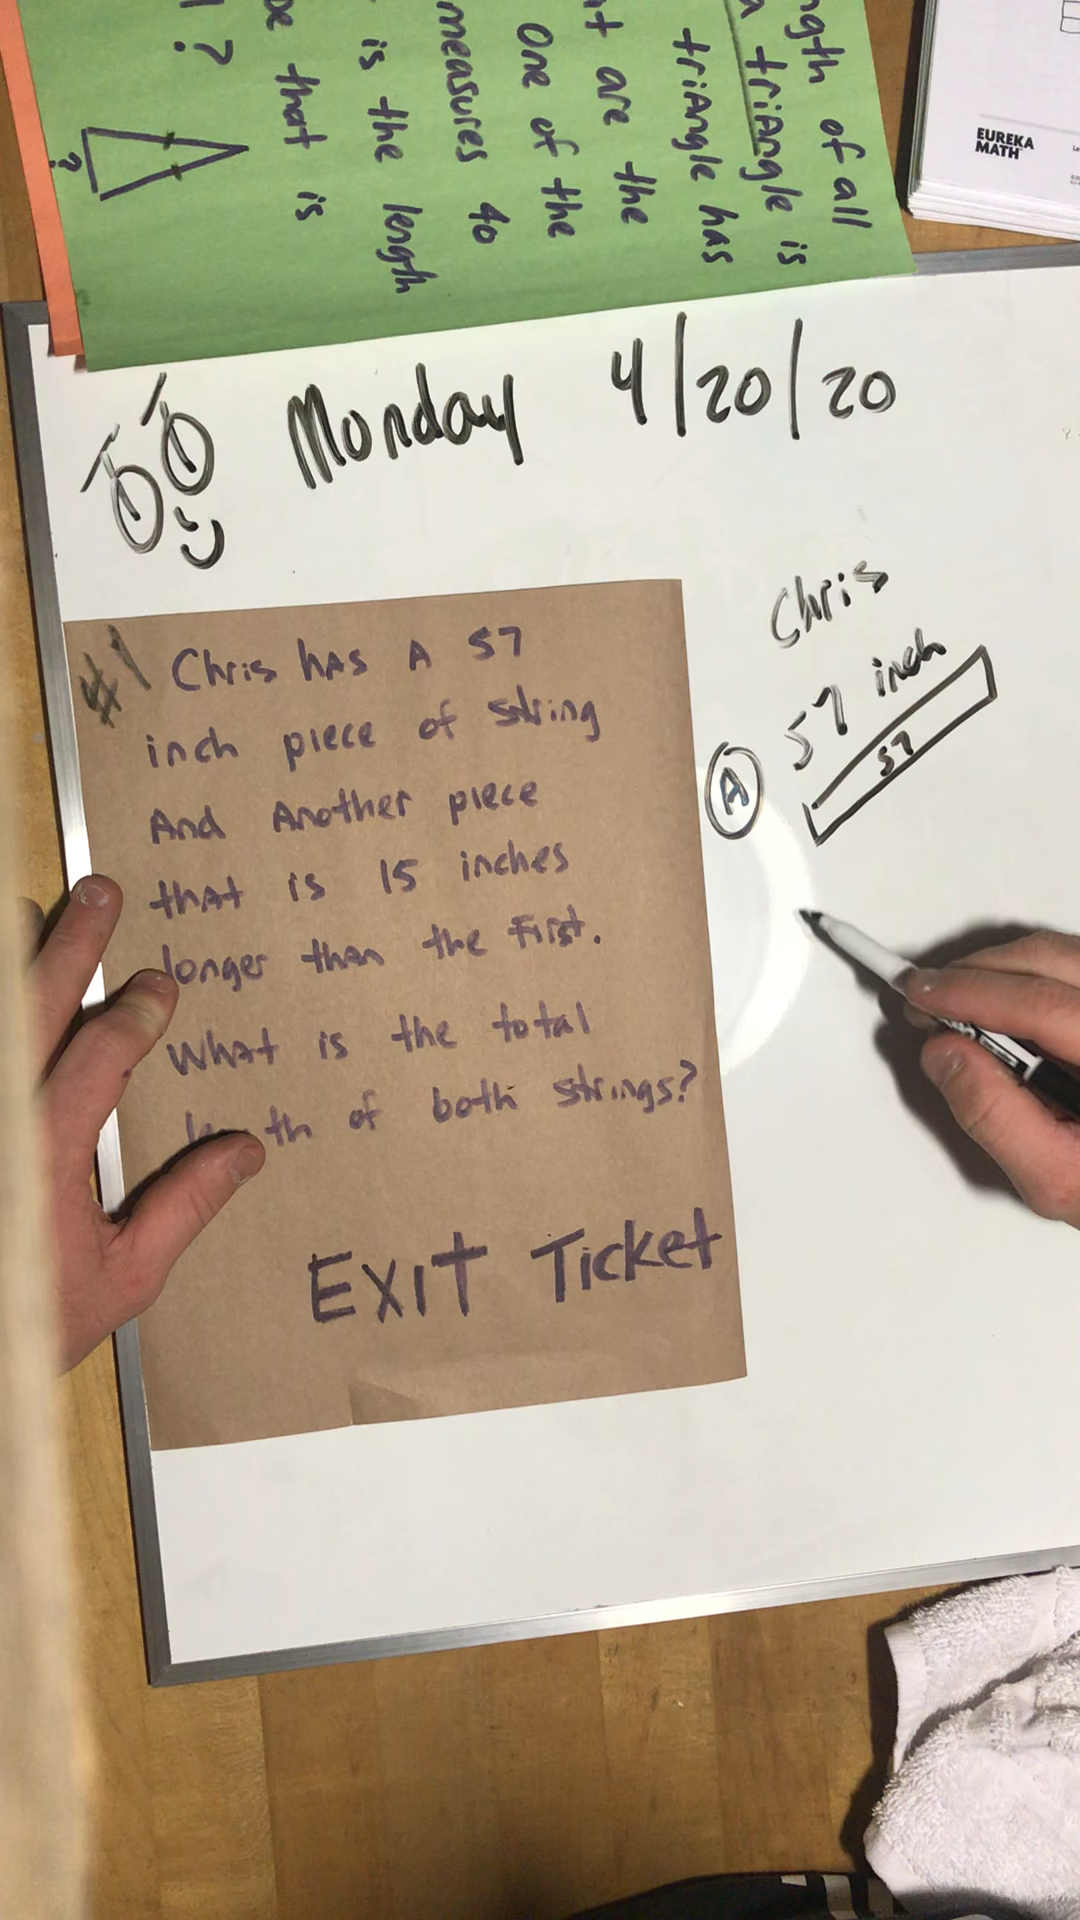 ngth of all
a triangle is
triangle has
t are the
One of the
measures 40
is the length
be that is
?
?
EUREKA
MATH
Monday 4/20/20
#1 Chris has A 57
inch piece of string
And Another piece
that is 15 inches
longer than the First.
What is the total
of both strings?
Exit Ticket
Chris
57 inch
57
A